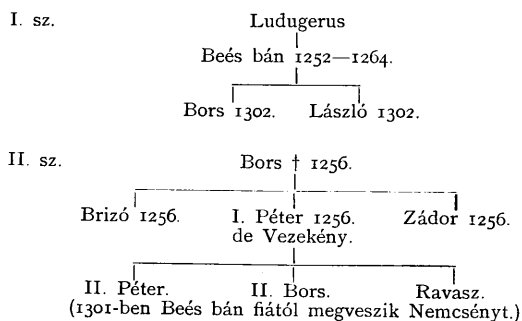 I. sz.
Ludugerus
Beés bán 1252—1264.
Bors 1302. László 1302.
II. sz.
Bors † 1256.
Brizó 1256. I. Péter 1256. Zádor 1256.
de Vezekény.
II. Péter. II. Bors. Ravasz.
(1301-ben Beés bán fiától megveszik Nemcsényt.)